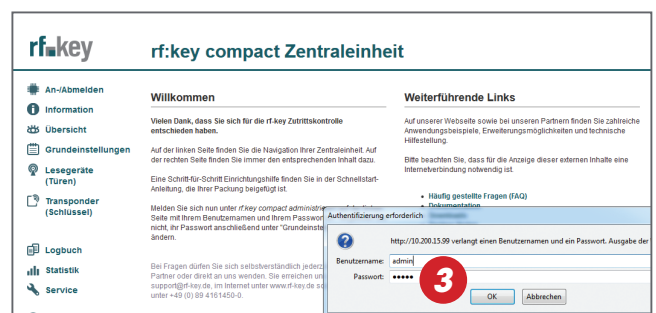 rf:key
rf:key compact Zentraleinheit
An-/Abmelden
Information
Übersicht
Grundeinstellungen
Lesegeräte
(Türen)
Transponder
(Schlüssel)
Logbuch
Statistik
Service
Willkommen
Vielen Dank, dass Sie sich für die rf-key Zutrittskontrolle
entschieden haben.
Auf der linken Seite finden Sie die Navigation Ihrer Zentraleinheit. Auf
der rechten Seite finden Sie immer den entsprechenden Inhalt dazu.
Eine Schritt-für-Schritt Einrichtungshilfe finden Sie in der Schnellstart-
Anleitung, die Ihrer Packung beigefügt ist.
Melden Sie sich nun unter rf:key compact
Seite mit Ihrem Benutzernamen und Ihrem
nicht, ihr Passwort anschließend unter
ändern.
Bei Fragen dürfen Sie sich selbstverständlich
Partner oder direkt an uns wenden. Sie erreichen
support@rf-key.de, im Internet unter www.rf-key.de
unter +49 (0) 89 4161450-0.
Weiterführende Links
Auf unserer Webseite sowie bei unseren Partnern finden Sie zahlreiche
Anwendungsbeispiele, Erweiterungsmöglichkeiten und technische
Hilfestellung.
Bitte beachten Sie, dass für die Anzeige dieser externen Inhalte eine
Internetverbindung notwendig ist.
• Häufig gestellte Fragen (FAQ)
• Dokumentation
Authentifizierung erforderlich
http://10.200.15.99 verlangt einen Benutzernamen und ein Passwort. Ausgabe der
Benutzername: admin
Passwort: •••••
3
OK Abbrechen